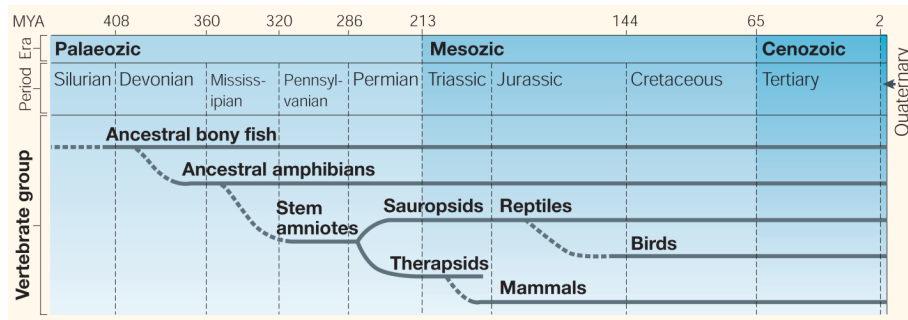 MYA 408 360 320 286 213 144 65 2
Era Palaeozic Mesozic Cenozoic
Period Silurian Devonian Mississ- Pennsyl- Permian Triassic Jurassic Cretaceous Tertiary
ipian vanian
Quaternary
Vertebrate group
Ancestral bony fish
Ancestral amphibians
Stem
amniotes
Sauropsids Reptiles
Birds
Therapsids
Mammals